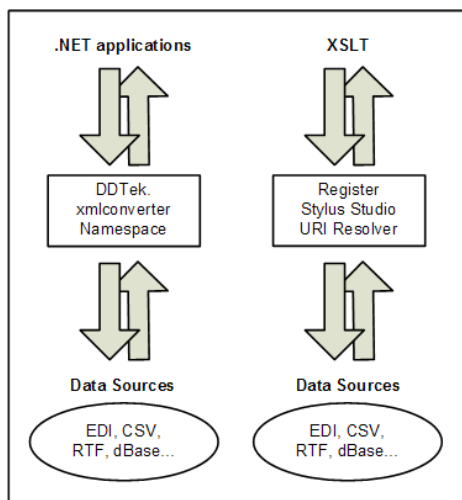 .NET applications
DDTek.
xmlconverter
Namespace
Data Sources
EDI, CSV,
RTF, dBase...
XSLT
Register
Stylus Studio
URI Resolver
Data Sources
EDI, CSV,
RTF, dBase...